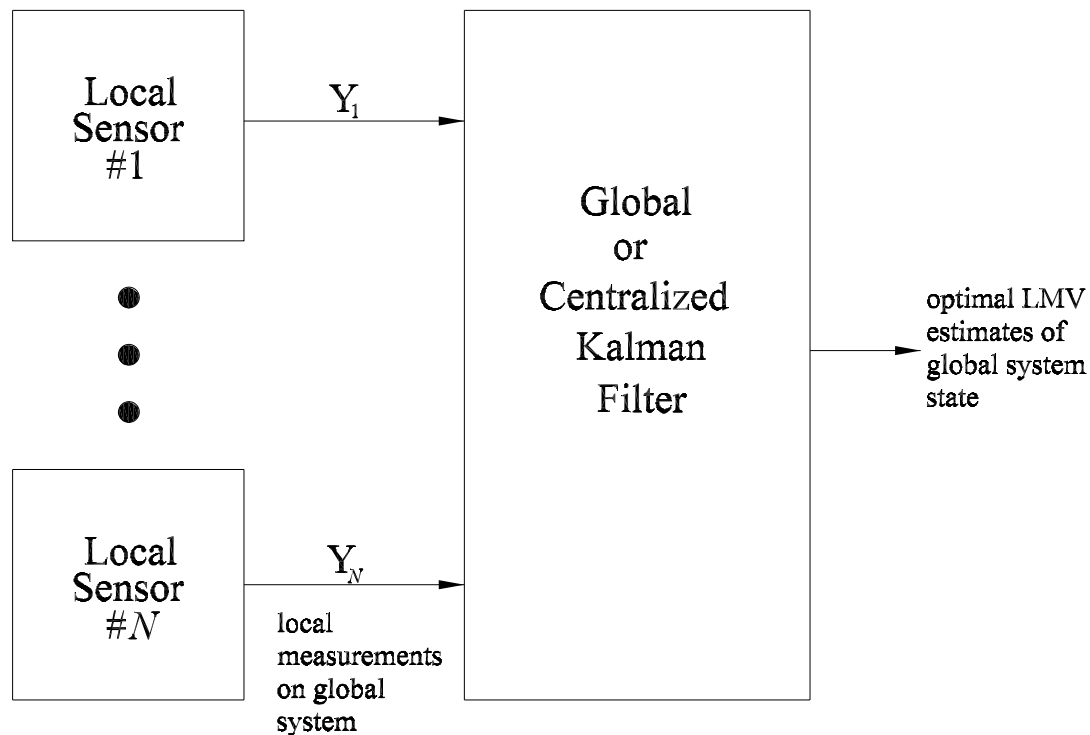 Local
Sensor
#1
Y1
Global
or
Centralized
Kalman
Filter
optimal LMV
estimates of
global system
state
Local
Sensor
#N
YN
local
measurements
on global
system